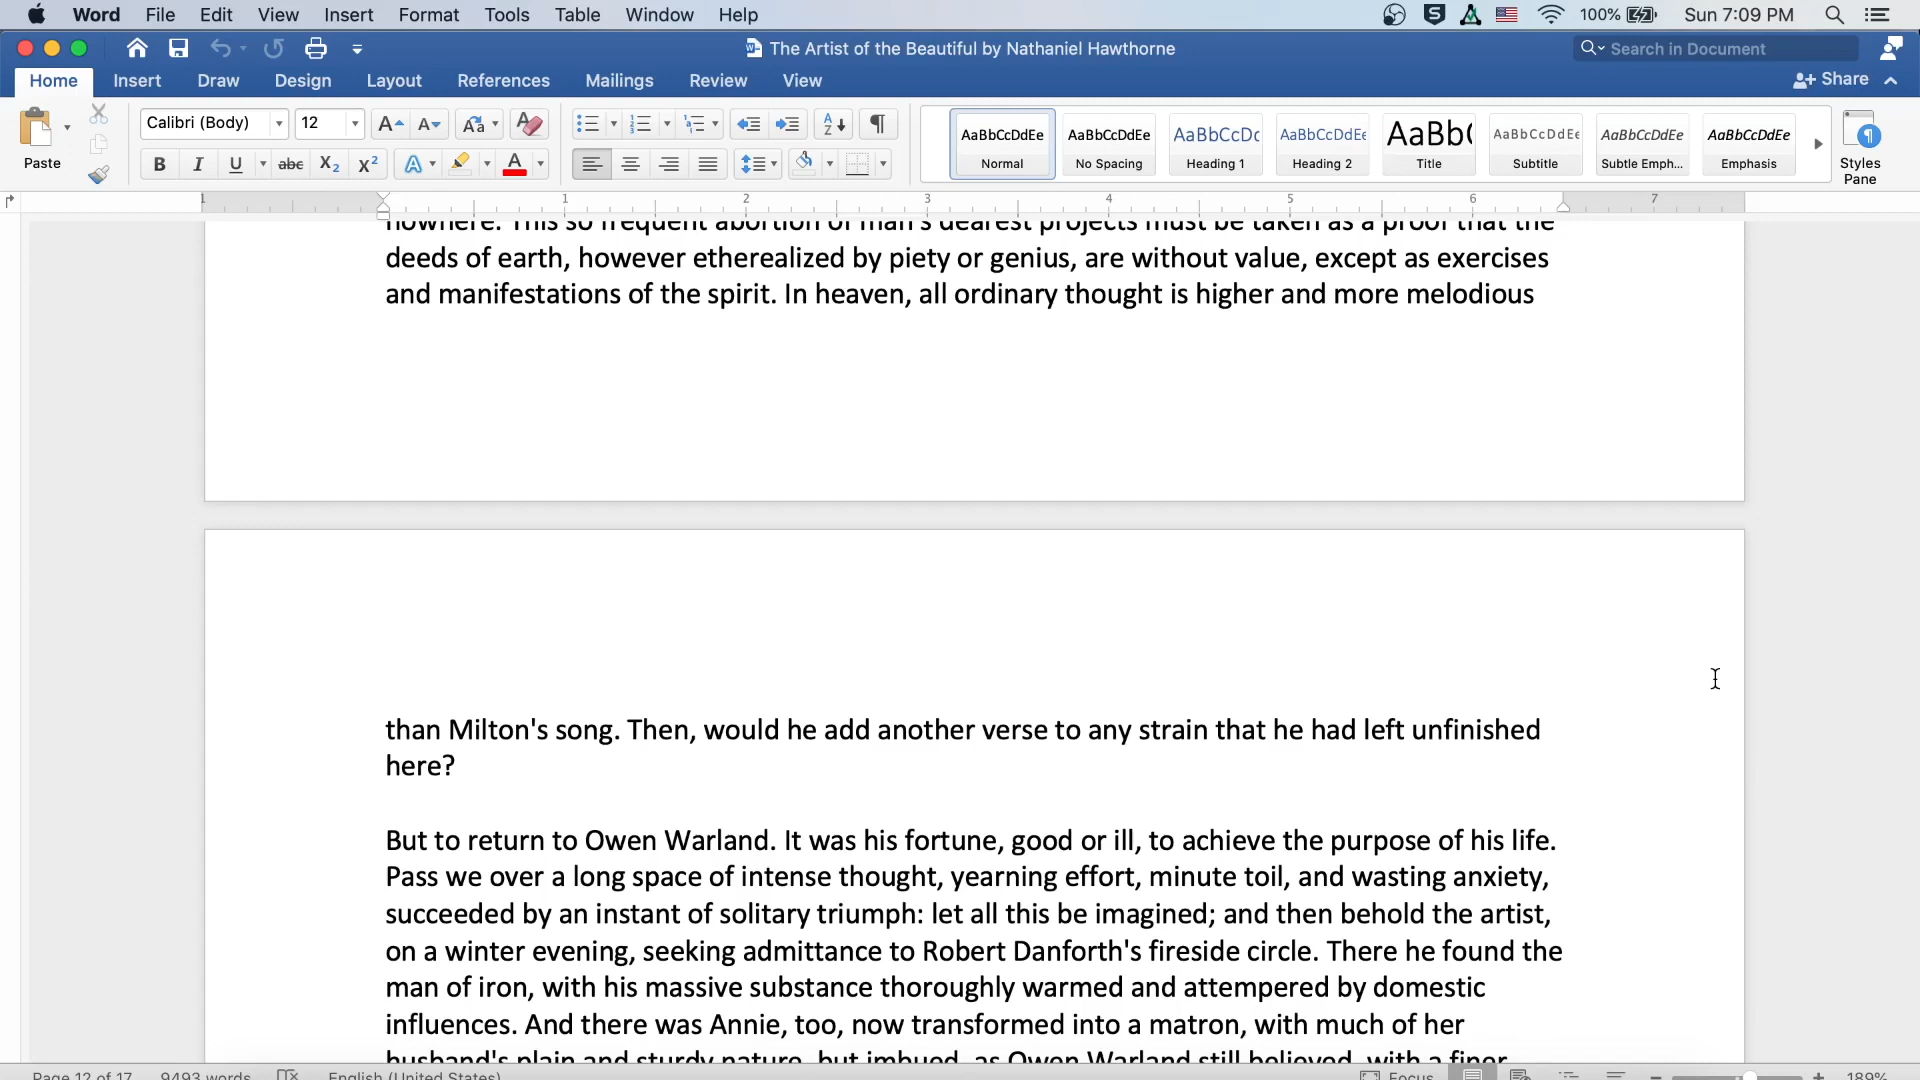 Word File Edit View Insert Format Tools Table Window Help 100% Sun 7:09 PM
The Artist of the Beautiful by Nathaniel Hawthorne Search in Document
Home Insert Draw Design Layout References Mailings Review View Share
Calibri (Body) 12
Paste
AaBbCcDdEe AaBbCcDdEe AaBbCcDc AaBbCcDdEe AaBb( AaBbCcDdEe AaBbCcDdEe AaBbCcDdEe
Normal No Spacing Heading 1 Heading 2 Title Subtitle Subtle Emph... Emphasis
Styles
Pane
1 1 2 3 4 5 6 7
nowhere. This so frequent abortion of man's dearest projects must be taken as a proof that the
deeds of earth, however etherealized by piety or genius, are without value, except as exercises
and manifestations of the spirit. In heaven, all ordinary thought is higher and more melodious
than Milton's song. Then, would he add another verse to any strain that he had left unfinished
here?
But to return to Owen Warland. It was his fortune, good or ill, to achieve the purpose of his life.
Pass we over a long space of intense thought, yearning effort, minute toil, and wasting anxiety,
succeeded by an instant of solitary triumph: let all this be imagined; and then behold the artist,
on a winter evening, seeking admittance to Robert Danforth's fireside circle. There he found the
man of iron, with his massive substance thoroughly warmed and attempered by domestic
influences. And there was Annie, too, now transformed into a matron, with much of her
husband's plain and sturdy nature, but imbued, as Owen Warland still believed, with a finer
Page 12 of 17 9493 words English (United States) Focus 189%